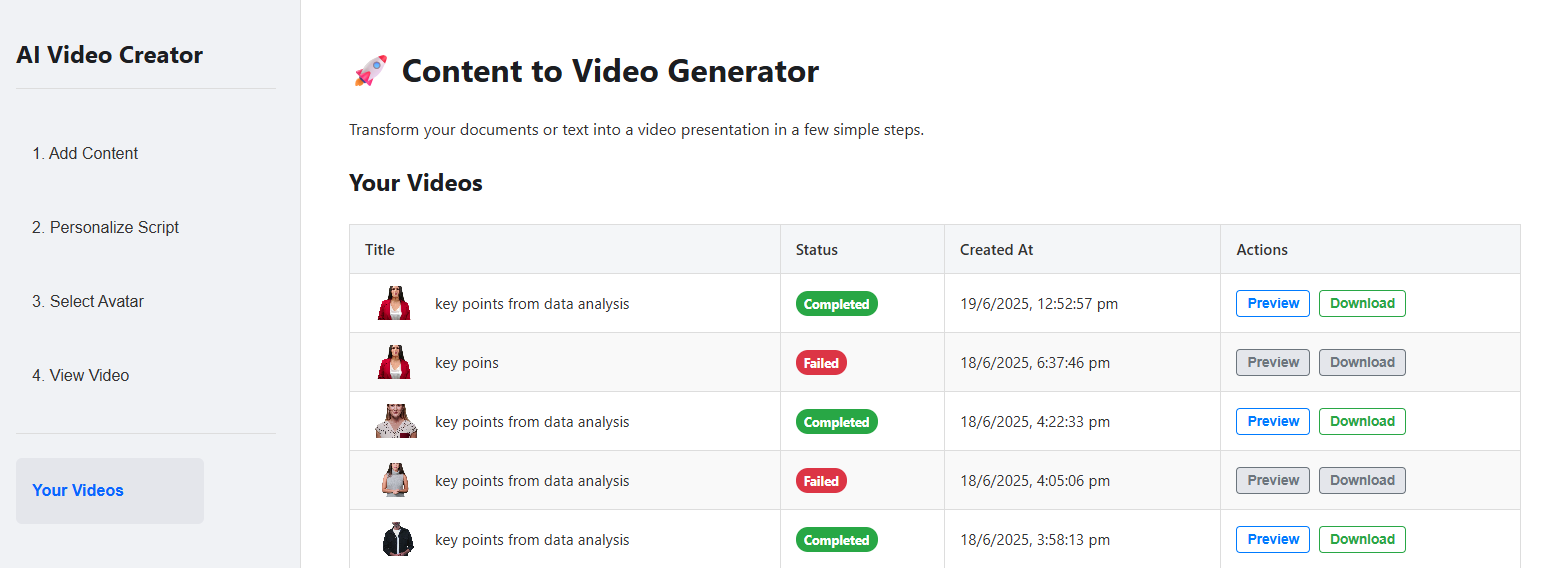 AI Video Creator
1. Add Content
2. Personalize Script
3. Select Avatar
4. View Video
Your Videos
🚀 Content to Video Generator
Transform your documents or text into a video presentation in a few simple steps.
Your Videos
Title Status Created At Actions
key points from data analysis Completed 19/6/2025, 12:52:57 pm Preview Download
key poins Failed 18/6/2025, 6:37:46 pm Preview Download
key points from data analysis Completed 18/6/2025, 4:22:33 pm Preview Download
key points from data analysis Failed 18/6/2025, 4:05:06 pm Preview Download
key points from data analysis Completed 18/6/2025, 3:58:13 pm Preview Download